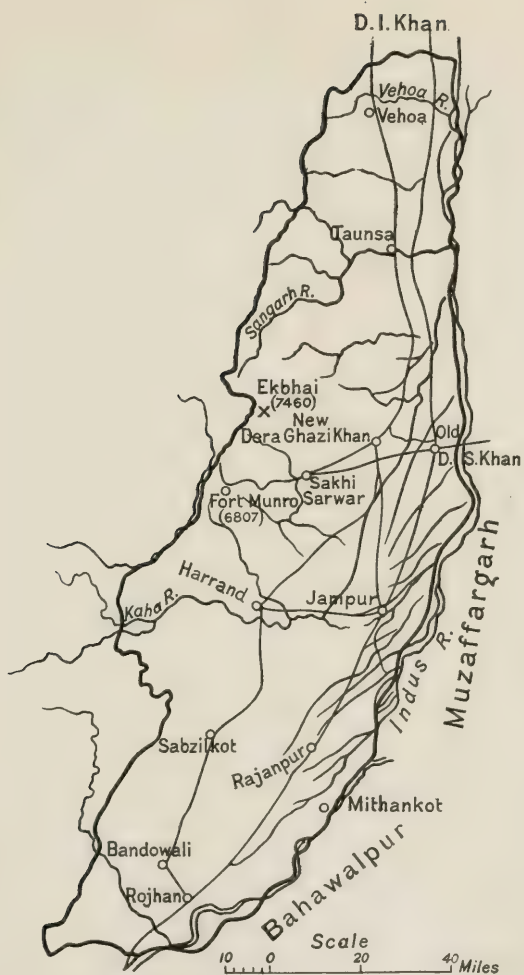 D.I.Khan
Vehoa R.
Vehoa
Taunsa
Sangarh R.
Ekbhai
(7460)
New
Dera Ghazi Khan
Old
D.S.Khan
Sakhi
Sarwar
Fort Munro
(6807)
Harrand
Jampur
Kaha R.
Indus R.
Muzaffargarh
Sabzilkot
Rajanpur
Mithankot
Bandowali
Rojhan
Bahawalpur
Scale
10 0 20 40 Miles